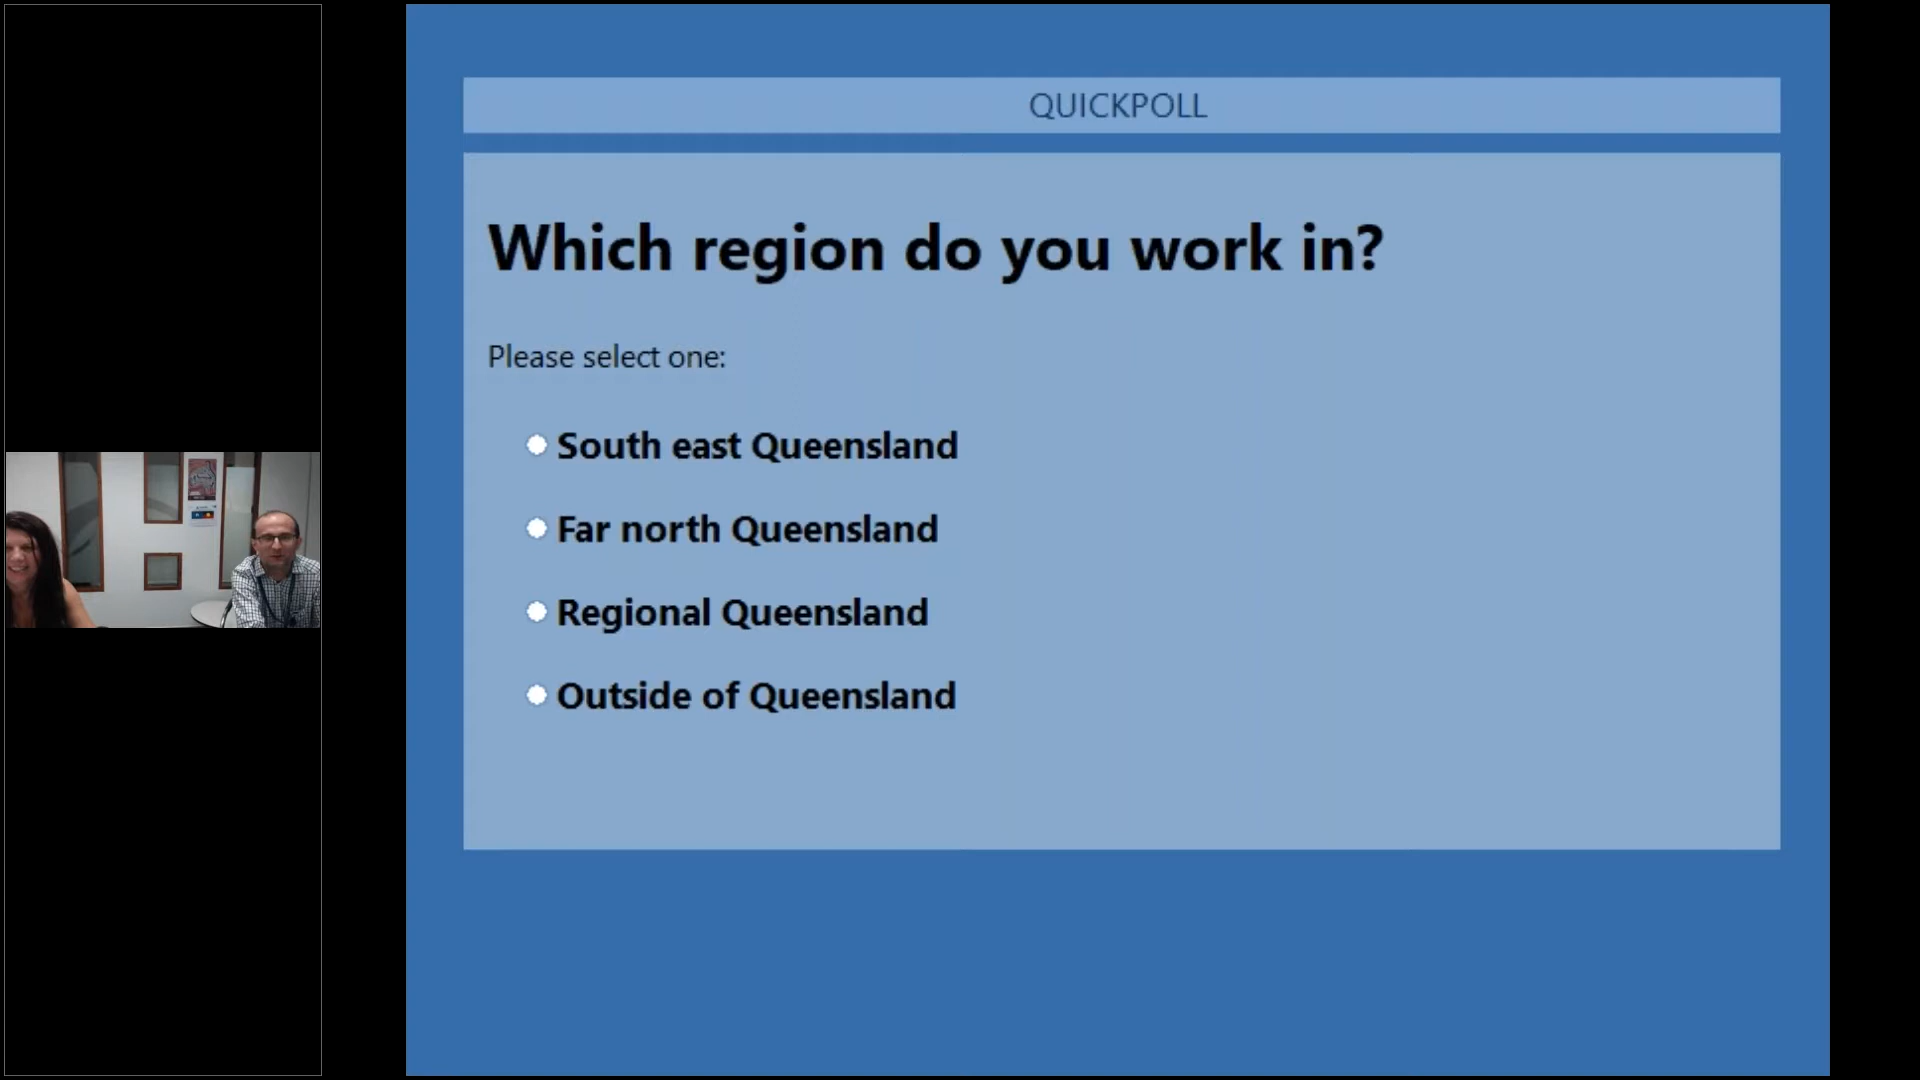 QUICKPOLL
Which region do you work in?
Please select one:
South east Queensland
Far north Queensland
Regional Queensland
Outside of Queensland